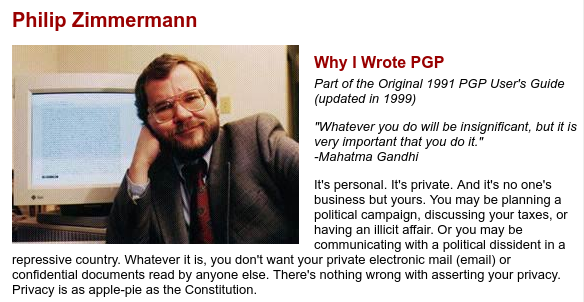 Philip Zimmermann
Why I Wrote PGP
Part of the Original 1991 PGP User's Guide
(updated in 1999)
"Whatever you do will be insignificant, but it is
very important that you do it."
-Mahatma Gandhi
It's personal. It's private. And it's no one's
business but yours. You may be planning a
political campaign, discussing your taxes, or
having an illicit affair. Or you may be
communicating with a political dissident in a
repressive country. Whatever it is, you don't want your private electronic mail (email) or
confidential documents read by anyone else. There's nothing wrong with asserting your privacy.
Privacy is as apple-pie as the Constitution.